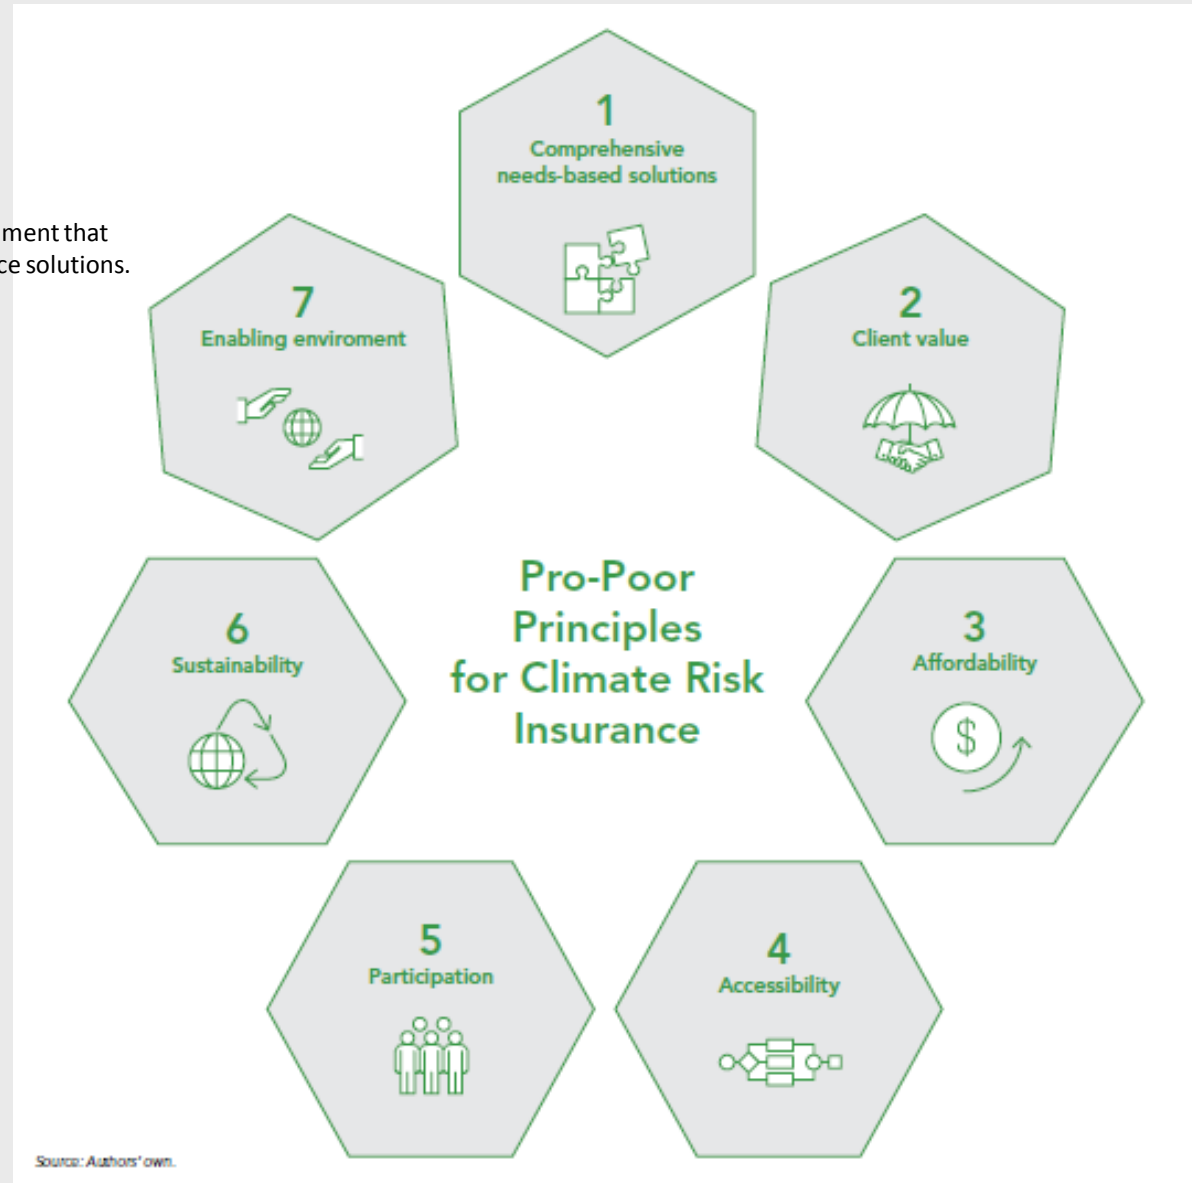 1
Comprehensive
needs-based solutions
ment that
ce solutions.
7
Enabling enviroment
2
Client value
Pro-Poor
Principles
for Climate Risk
Insurance
6
Sustainability
3
Affordability
$
5
Participation
4
Accessibility
Source: Authors' own.